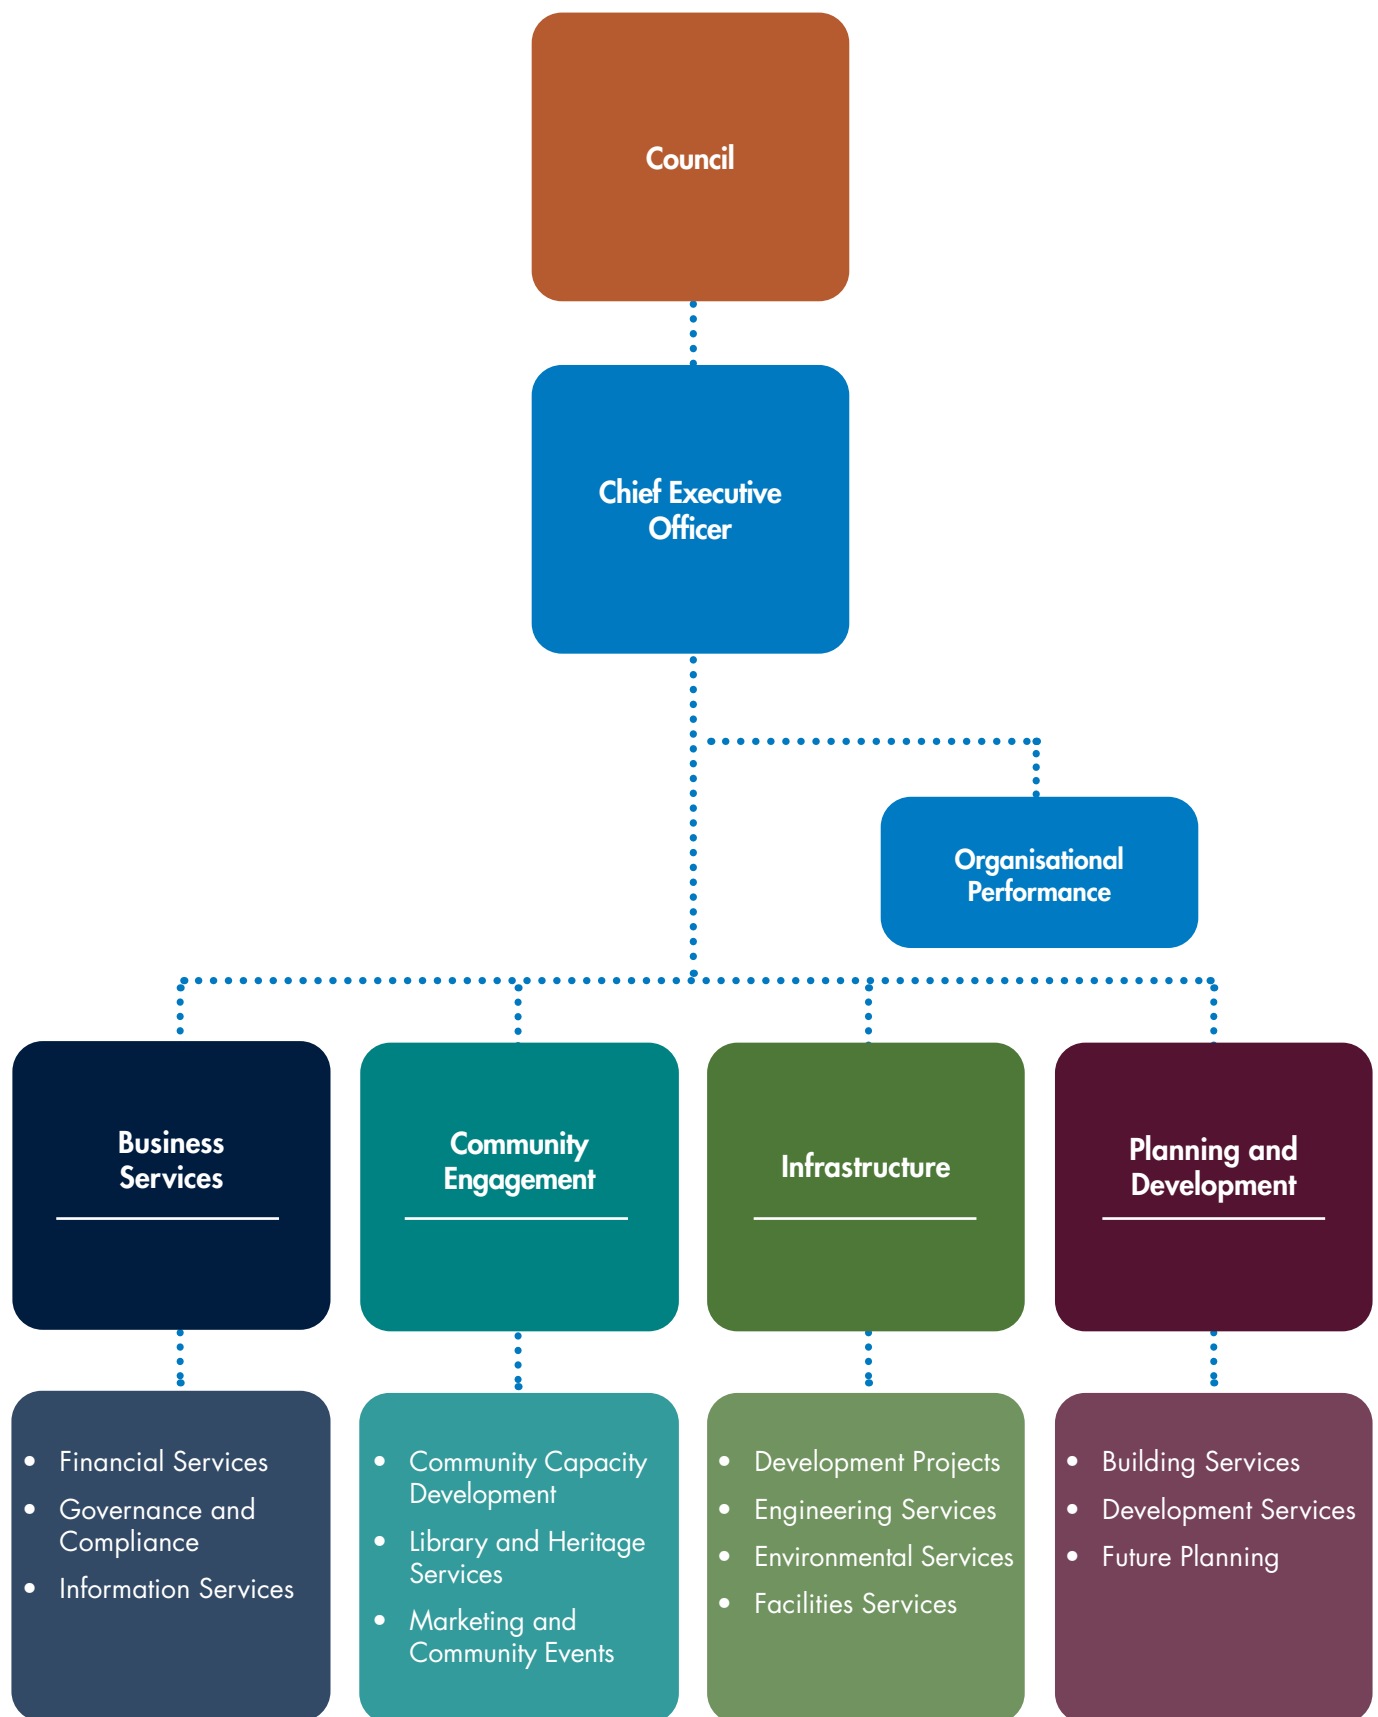 Council
Chief Executive
Officer
Organisational
Performance
Business
Services
Community
Engagement
Infrastructure
Planning and
Development
• Financial Services
• Governance and
Compliance
• Information Services
• Community Capacity
Development
• Library and Heritage
Services
• Marketing and
Community Events
• Development Projects
• Engineering Services
• Environmental Services
• Facilities Services
• Building Services
• Development Services
• Future Planning